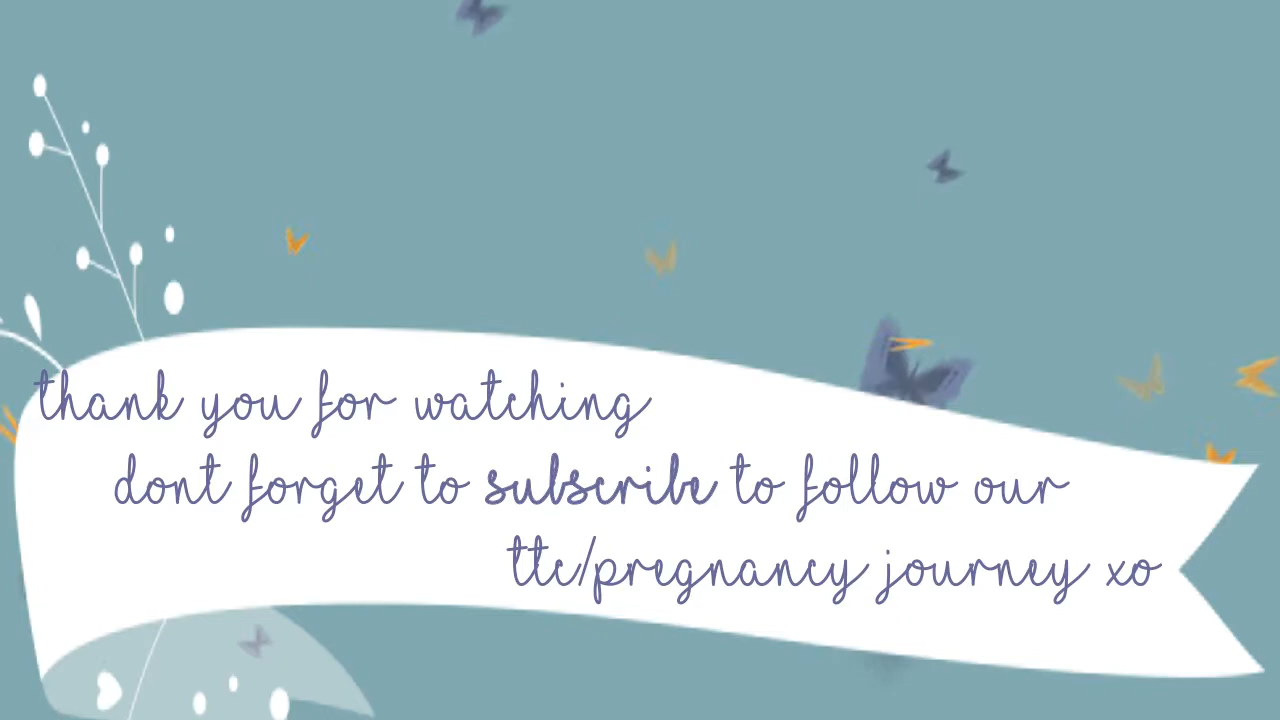 thank you for watching
dont forget to subscribe to follow our
ttc/pregnancy journey xo